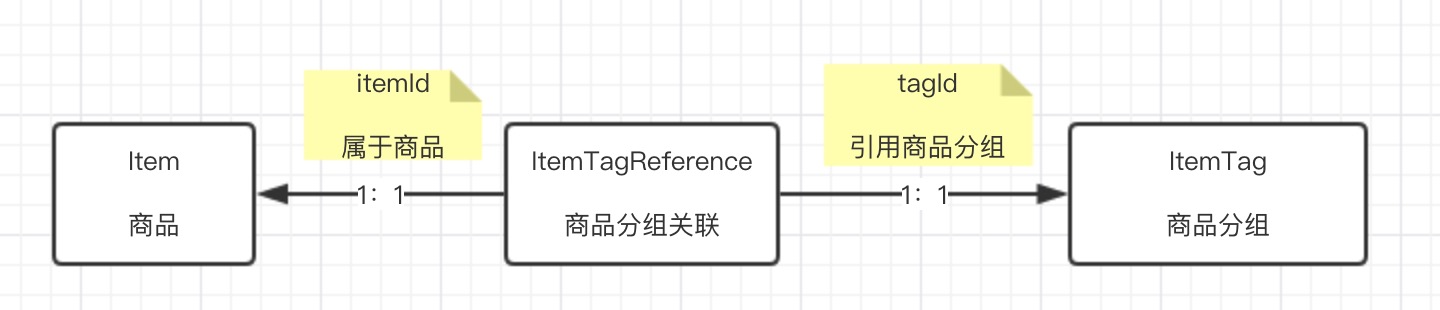 Item
商品
itemId
属于商品
1：1
ItemTagReference
商品分组关联
tagId
引用商品分组
1：1
ItemTag
商品分组